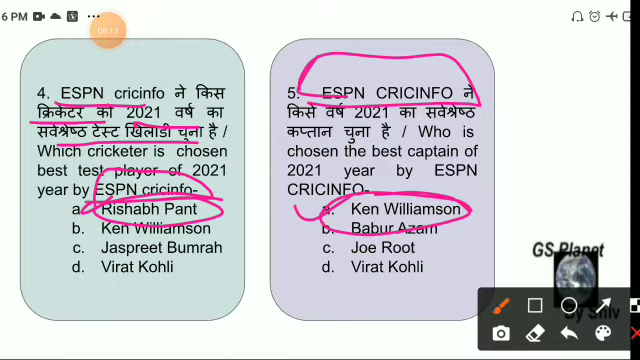 6 PM
08:13
4. ESPN cricinfo ने किस
क्रिकेटर को 2021 वर्ष का
सर्वश्रेष्ठ टेस्ट खिलाडी चुना है /
Which cricketer is chosen
best test player of 2021
year by ESPN cricinfo-
a. Rishabh Pant
b. Ken Williamson
c. Jaspreet Bumrah
d. Virat Kohli
5. ESPN CRICINFO ने
किसे वर्ष 2021 का सर्वश्रेष्ठ
कप्तान चुना है / Who is
chosen the best captain of
2021 year by ESPN
CRICINFO-
a. Ken Williamson
b. Babur Azam
c. Joe Root
d. Virat Kohli
GS Planet
By Shiv